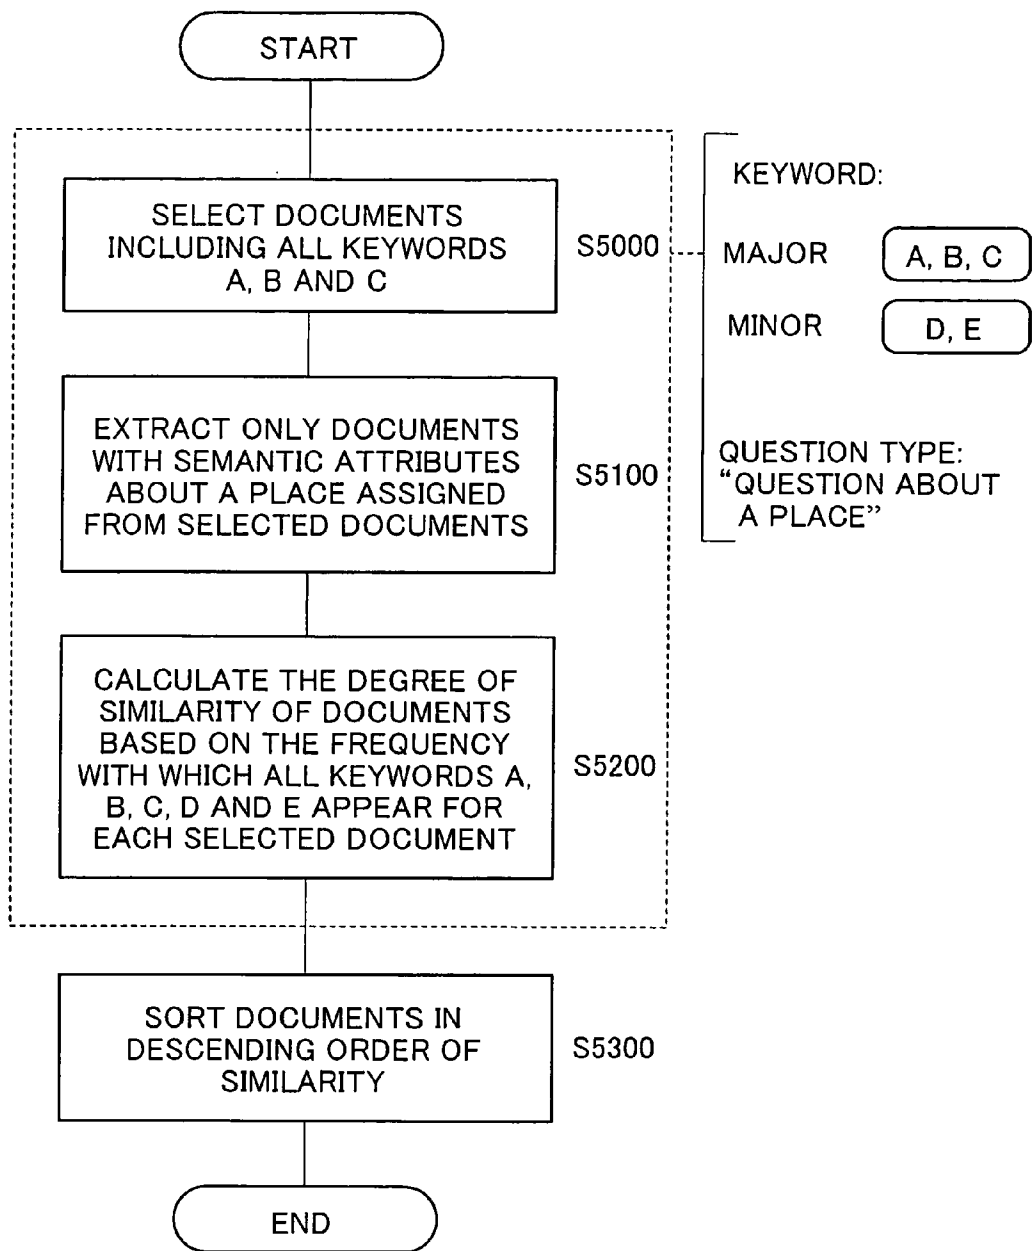 START
SELECT DOCUMENTS
INCLUDING ALL KEYWORDS
A, B AND C
S5000
KEYWORD:
MAJOR
A, B, C
MINOR
D, E
QUESTION TYPE:
“QUESTION ABOUT
A PLACE”
EXTRACT ONLY DOCUMENTS
WITH SEMANTIC ATTRIBUTES
ABOUT A PLACE ASSIGNED
FROM SELECTED DOCUMENTS
S5100
CALCULATE THE DEGREE OF
SIMILARITY OF DOCUMENTS
BASED ON THE FREQUENCY
WITH WHICH ALL KEYWORDS A,
B, C, D AND E APPEAR FOR
EACH SELECTED DOCUMENT
S5200
SORT DOCUMENTS IN
DESCENDING ORDER OF
SIMILARITY
S5300
END